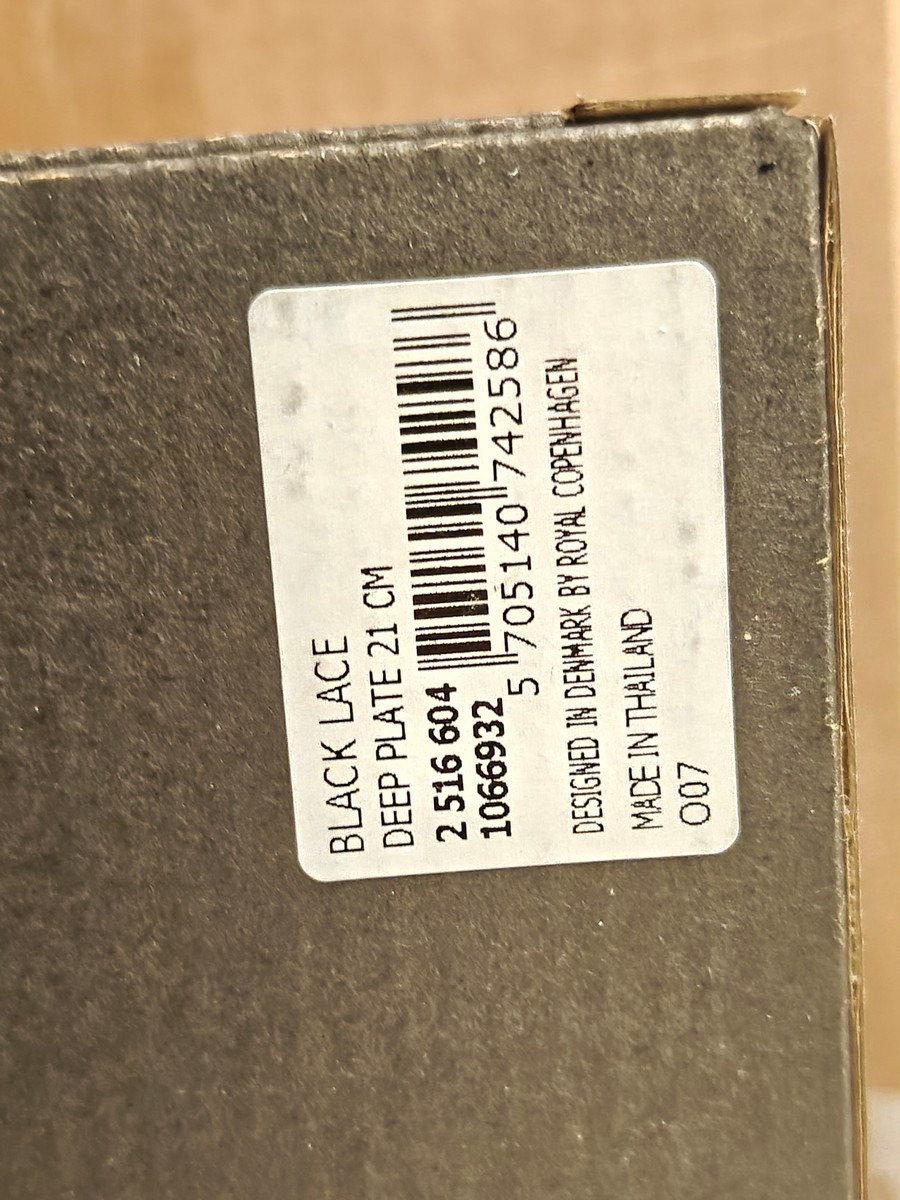 BLACK LACE
DEEP PLATE 21 CM
2 516 604
1066932
5 705140 742586
DESIGNED IN DENMARK BY ROYAL COPENHAGEN
MADE IN THAILAND
O07